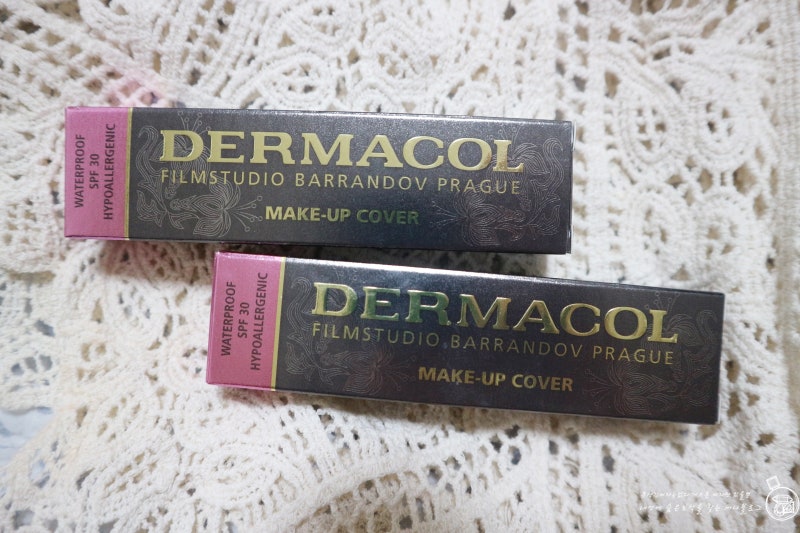 WATERPROOF
SPF 30
HYPOALLERGENIC
DERMACOL
FILMSTUDIO BARRANDOV PRAGUE
MAKE-UP COVER
WATERPROOF
SPF 30
HYPOALLERGENIC
DERMACOL
FILMSTUDIO BARRANDOV PRAGUE
MAKE-UP COVER